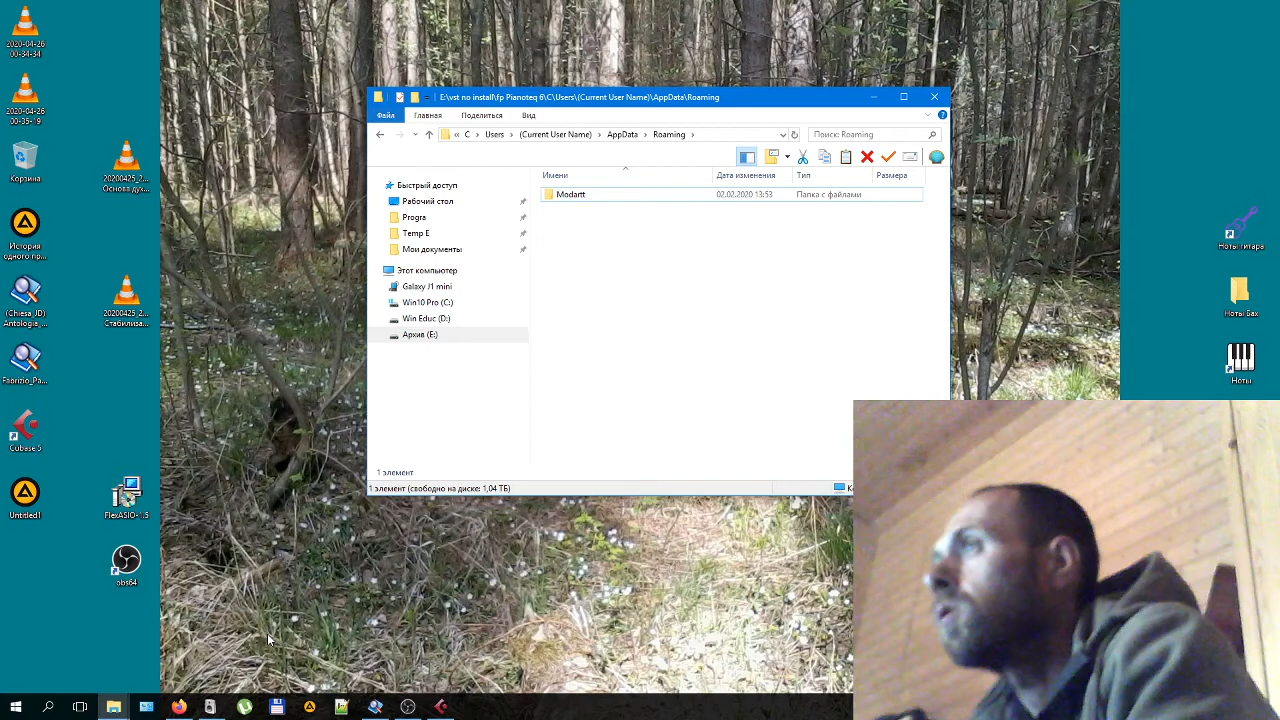 2020-04-26
00-34-34
2020-04-26
00-35-19
Корзина
20200425_2...
Основа дух...
История
одного пр...
(Chiesa_JD)
Antologia_...
20200425_2...
Стабилиза...
Fabrizio_Pa...
Cubase 5
Untitled1
FlexASIO-1.5
obs64
E:\vst no install\fp Pianoteq 6\C\Users\(Current User Name)\AppData\Roaming
Файл
Главная
Поделиться
Вид
« C > Users > (Current User Name) > AppData > Roaming >
Поиск: Roaming
Имени
Дата изменения
Тип
Размера
Быстрый доступ
Рабочий стол
Progra
Temp E
Мои документы
Этот компьютер
Galaxy J1 mini
Win10 Pro (C:)
Win Educ (D:)
Архив (E:)
Modartt
02.02.2020 13:53
Папка с файлами
1 элемент
1 элемент (свободно на диске: 1,04 ТБ)
Ноты гитара
Ноты Бах
Ноты